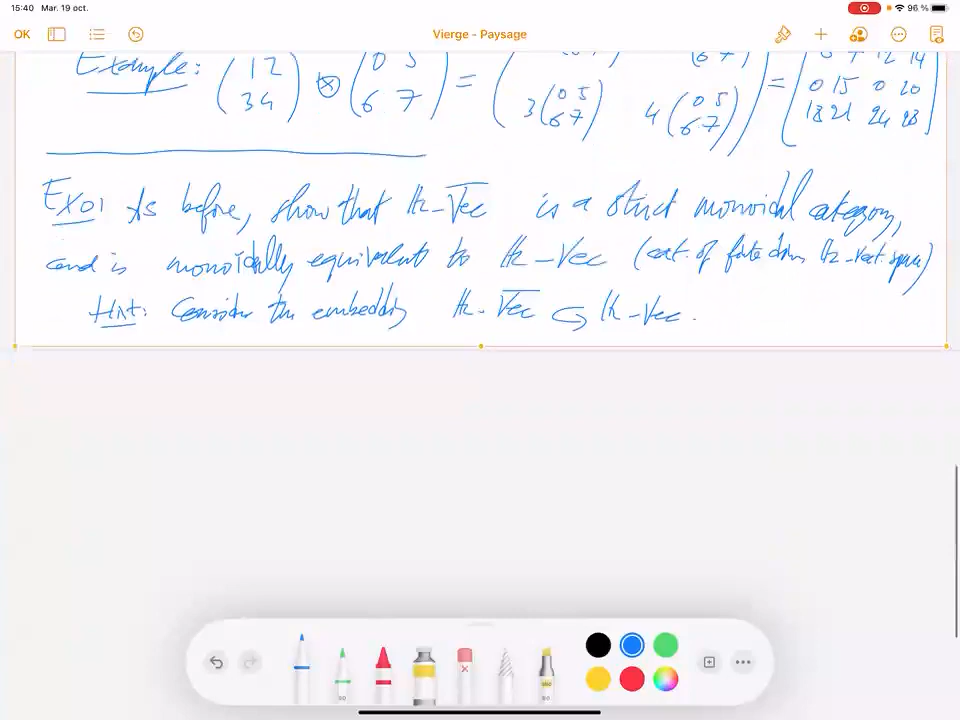 15:40 Mar. 19 oct. 96 %
OK Vierge - Paysage
Example: (1 2 / 3 4) ⊗ (0 5 / 6 7) = ( 3(0 5 / 6 7) 4(0 5 / 6 7) ) = ( 0 15 0 20 / 18 21 24 28 )
Exo: As before, show that k-V̅e̅c̅ is a strict monoidal category,
and is monoidally equivalent to k-Vec (cat. of finite dim k-vect. spaces)
Hint: Consider the embedding k-V̅e̅c̅ ↪ k-Vec.